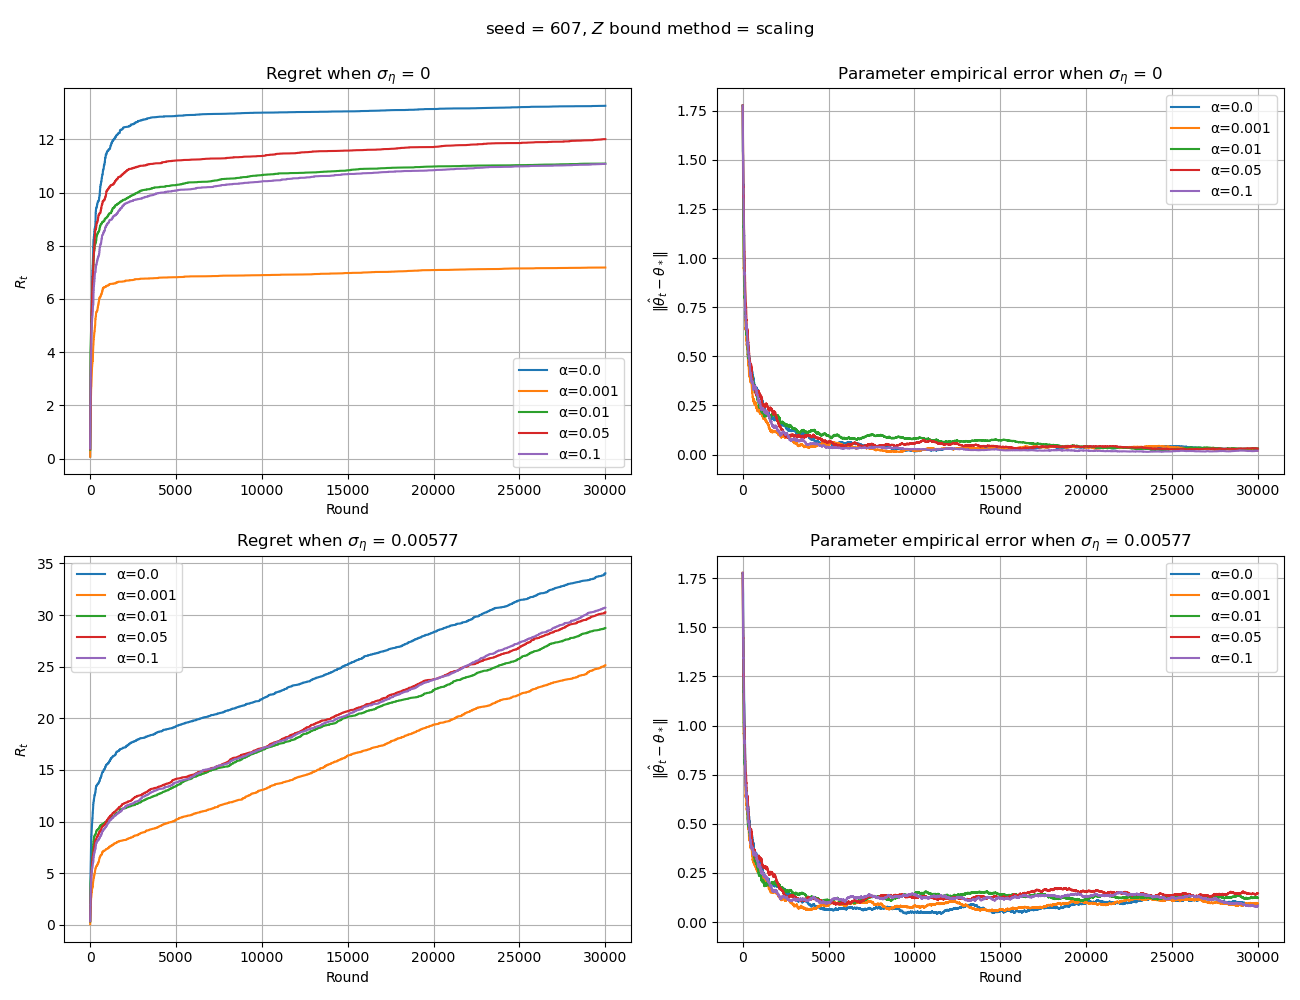 seed = 607, Z bound method = scaling
Regret when σ_η = 0
12
10
8
6
4
2
0
R_t
0 5000 10000 15000 20000 25000 30000
Round
α=0.0
α=0.001
α=0.01
α=0.05
α=0.1
Parameter empirical error when σ_η = 0
1.75
1.50
1.25
1.00
0.75
0.50
0.25
0.00
‖θ̂_t − θ_*‖
0 5000 10000 15000 20000 25000 30000
Round
α=0.0
α=0.001
α=0.01
α=0.05
α=0.1
Regret when σ_η = 0.00577
35
30
25
20
15
10
5
0
R_t
0 5000 10000 15000 20000 25000 30000
Round
α=0.0
α=0.001
α=0.01
α=0.05
α=0.1
Parameter empirical error when σ_η = 0.00577
1.75
1.50
1.25
1.00
0.75
0.50
0.25
0.00
‖θ̂_t − θ_*‖
0 5000 10000 15000 20000 25000 30000
Round
α=0.0
α=0.001
α=0.01
α=0.05
α=0.1